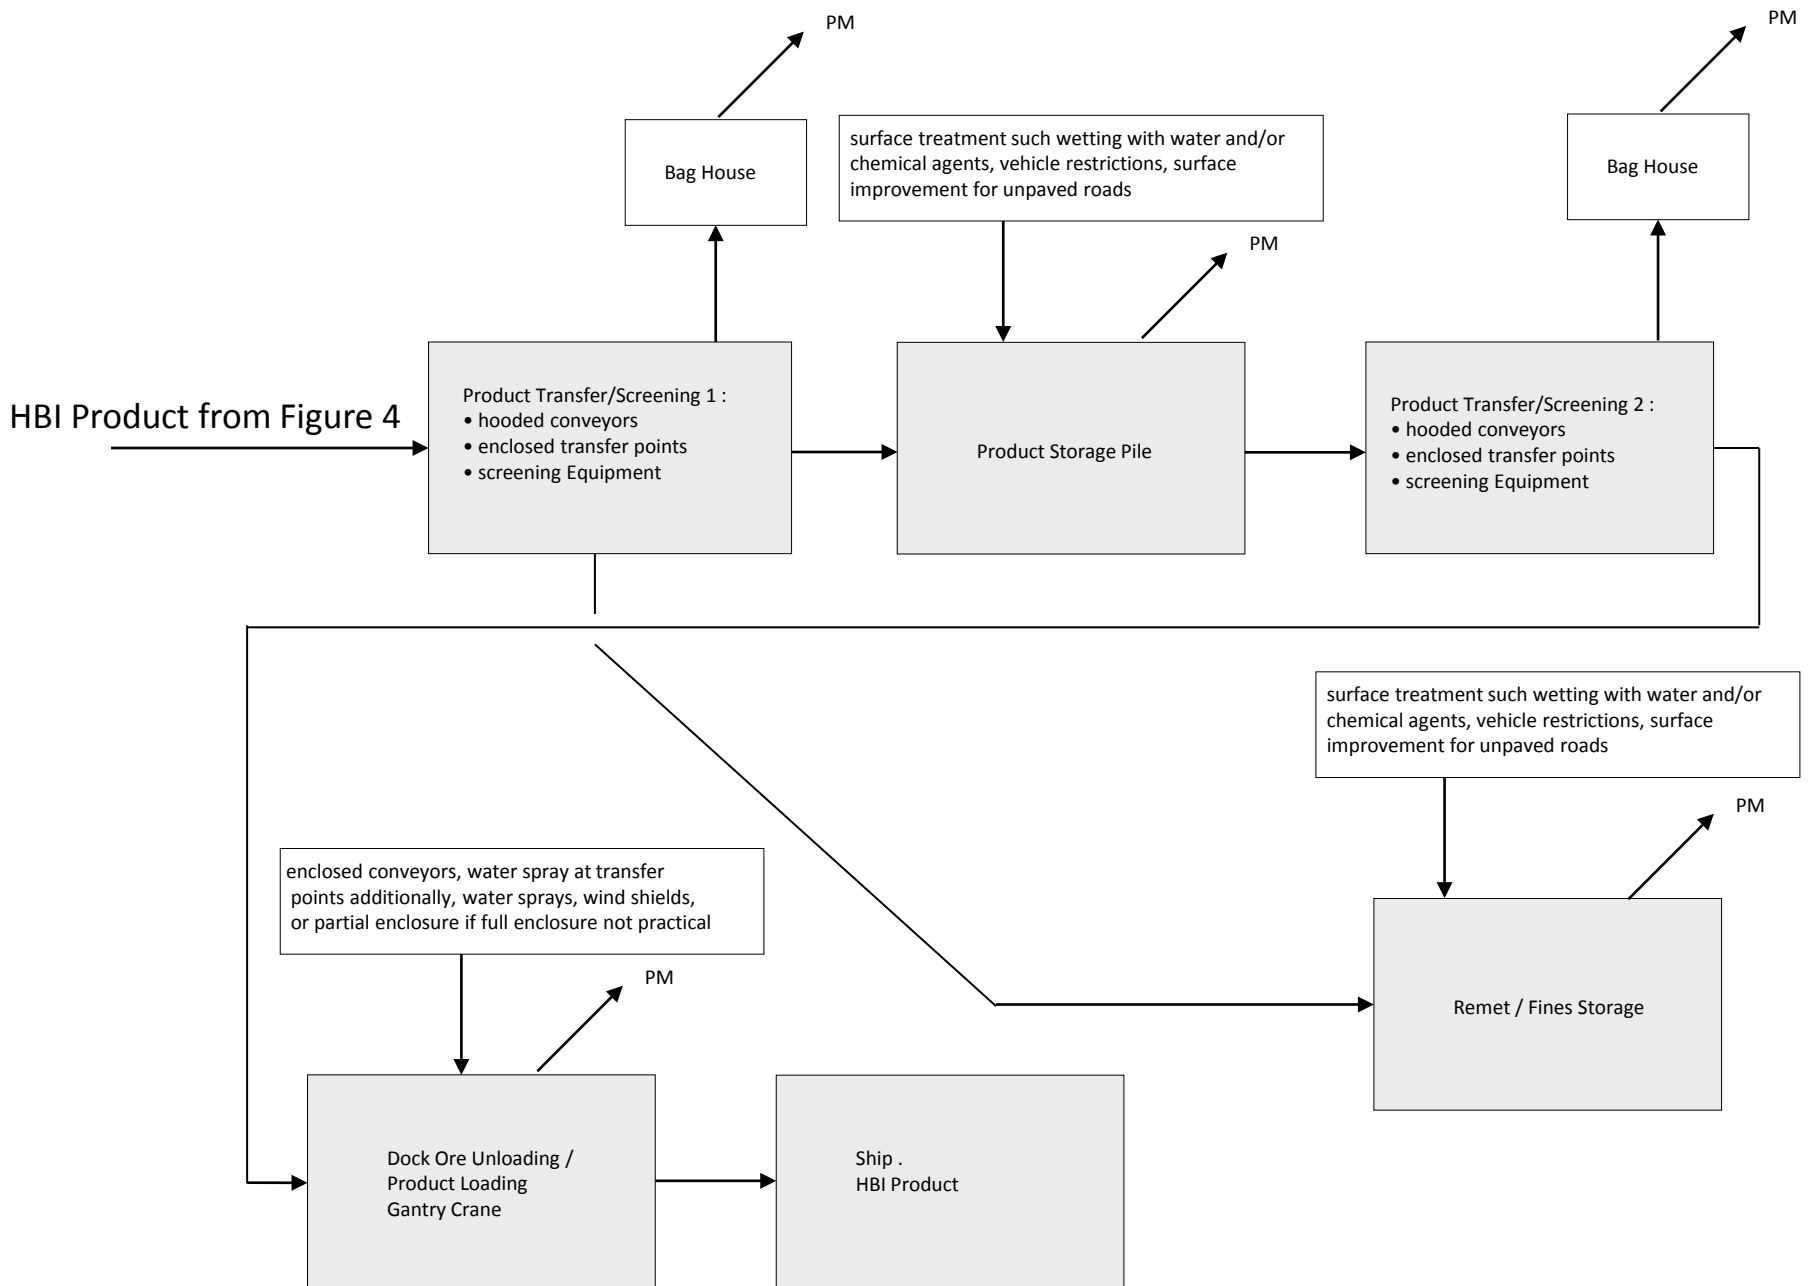 PM
PM
Bag House
surface treatment such wetting with water and/or
chemical agents, vehicle restrictions, surface
improvement for unpaved roads
Bag House
PM
HBI Product from Figure 4
Product Transfer/Screening 1 :
• hooded conveyors
• enclosed transfer points
• screening Equipment
Product Storage Pile
Product Transfer/Screening 2 :
• hooded conveyors
• enclosed transfer points
• screening Equipment
surface treatment such wetting with water and/or
chemical agents, vehicle restrictions, surface
improvement for unpaved roads
PM
enclosed conveyors, water spray at transfer
points additionally, water sprays, wind shields,
or partial enclosure if full enclosure not practical
PM
Remet / Fines Storage
Dock Ore Unloading /
Product Loading
Gantry Crane
Ship .
HBI Product